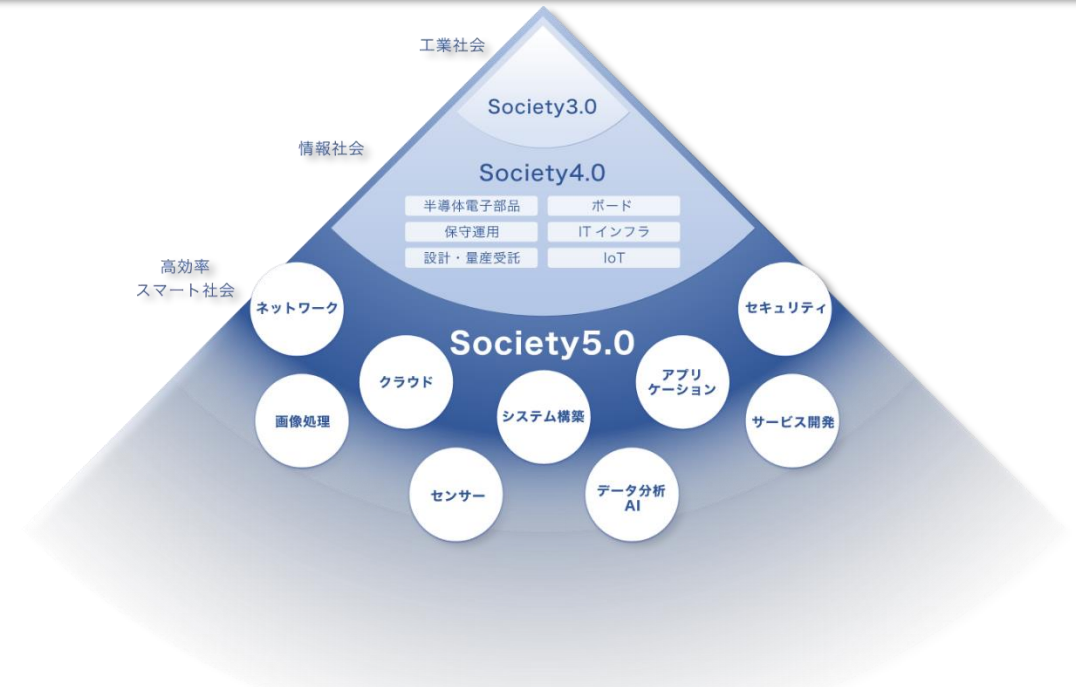 工業社会
Society3.0
情報社会
Society4.0
半導体電子部品
ボード
保守運用
IT インフラ
設計・量産受託
IoT
高効率
スマート社会
ネットワーク
セキュリティ
Society5.0
クラウド
アプリ
ケーション
画像処理
システム構築
サービス開発
センサー
データ分析
AI